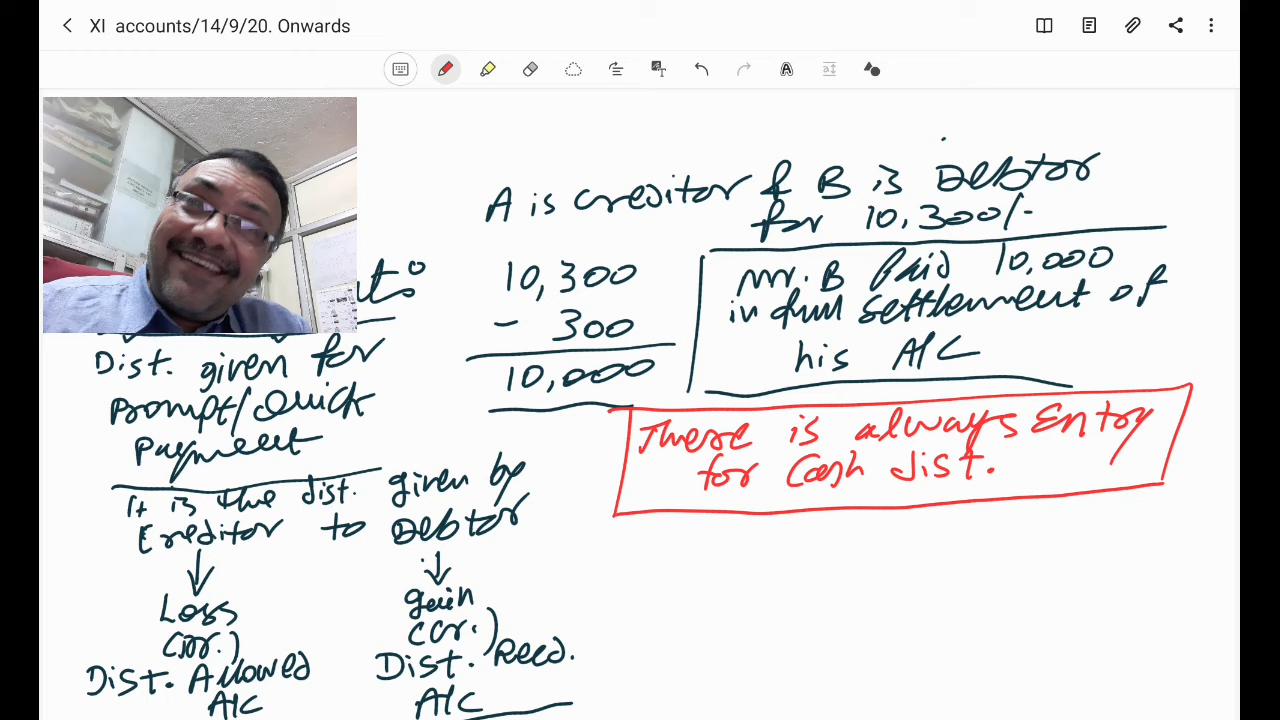 XI accounts/14/9/20. Onwards
A is creditor & B is Debtor
for 10,300/-
10,300
- 300
10,000
Mr. B Paid 10,000
in full settlement of
his A/C
There is always Entry
for Cash dist.
Dist. given for
Prompt/Quick
Payment
It is the dist. given by
Creditor to Debtor
Loss
(Dr.)
Dist. Allowed
A/C
gain
(Cr.)
Dist. Recd.
A/C